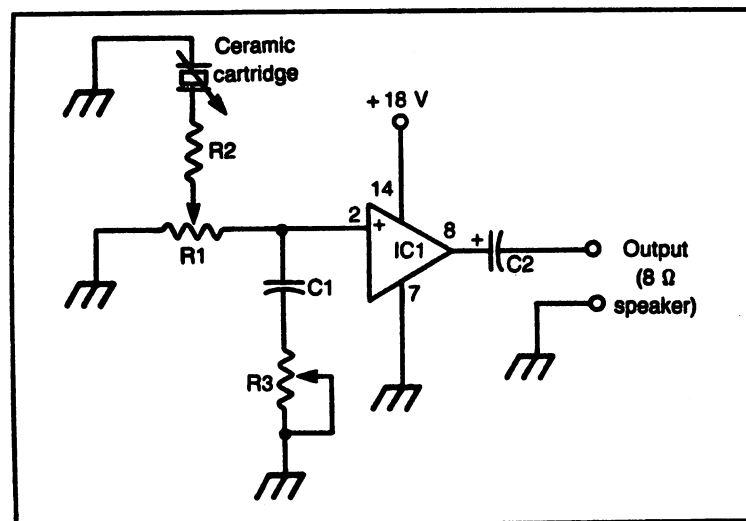 Ceramic
cartridge
+ 18 V
R2
14
2
+
IC1
8
+
C2
Output
(8 Ω
speaker)
R1
C1
7
R3